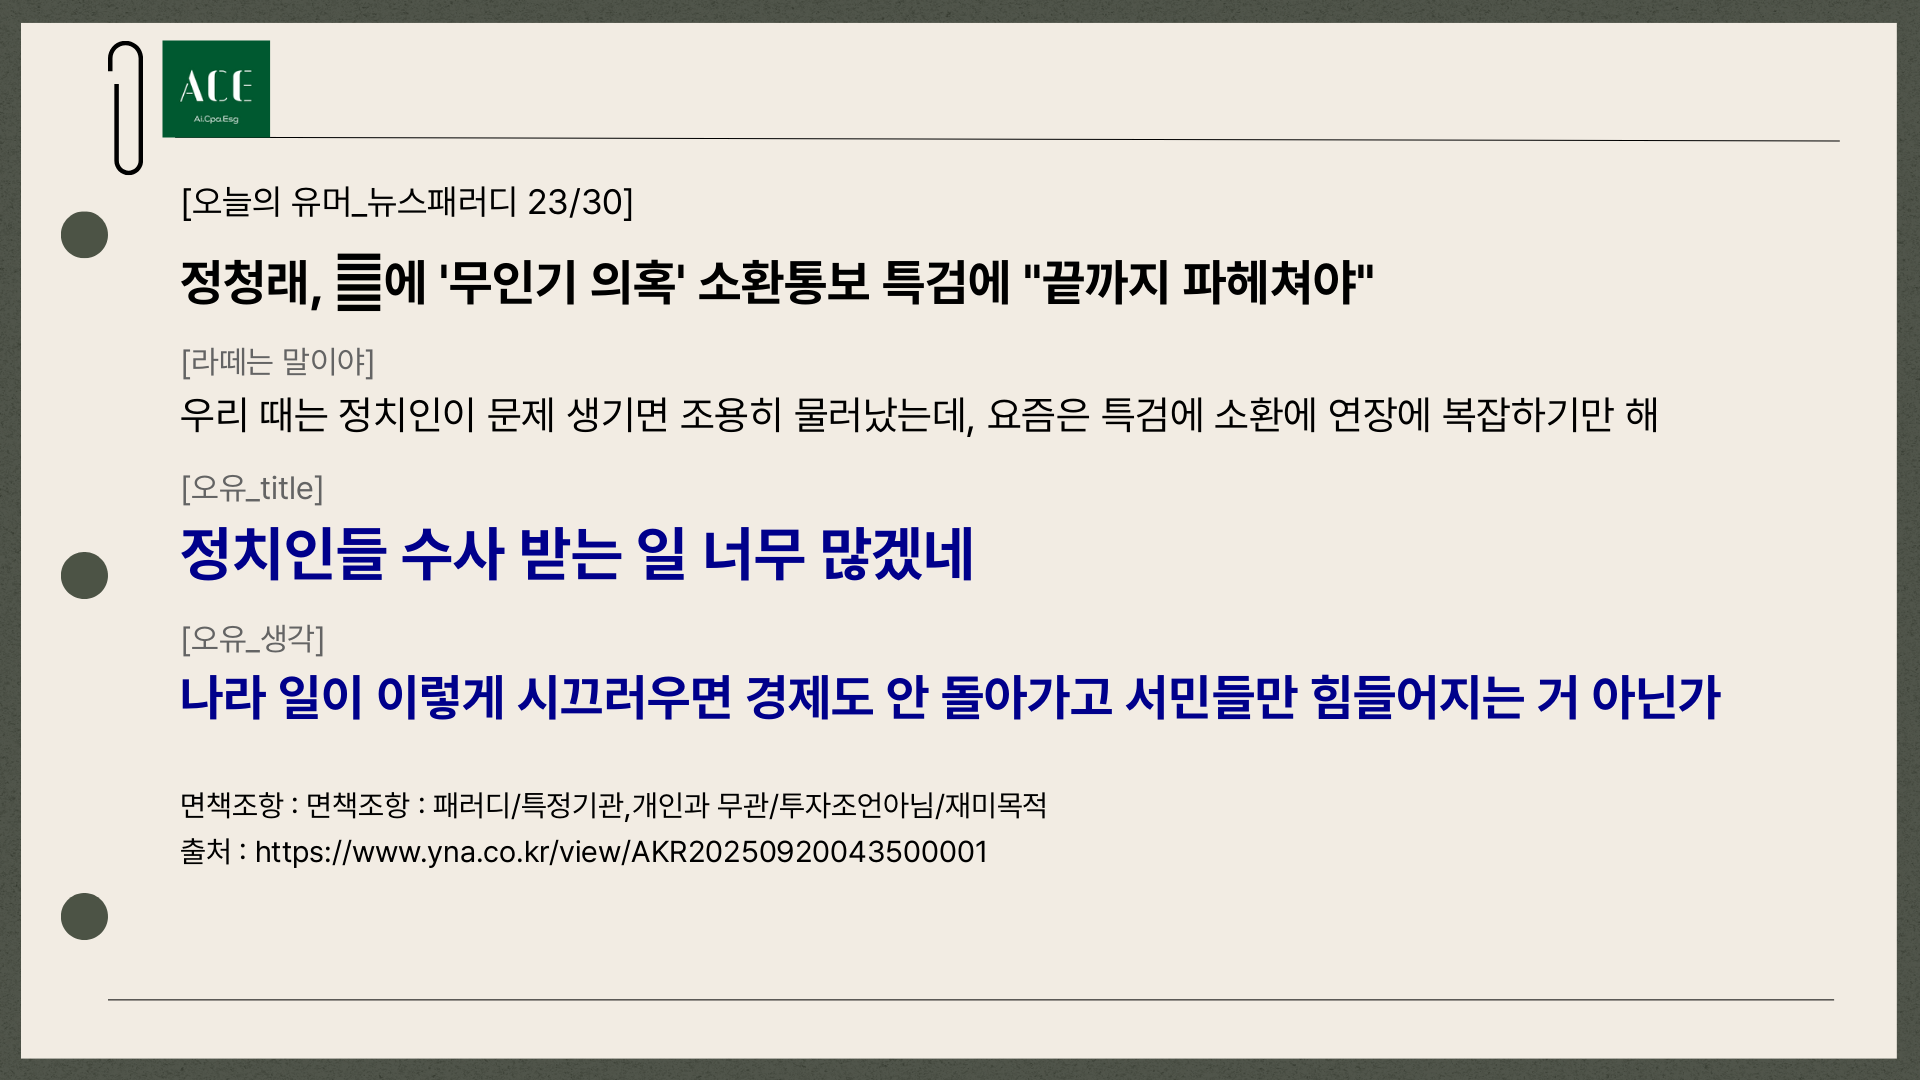 ACE
Ai.Cpa.Esg
[오늘의 유머_뉴스패러디 23/30]
정청래, 에 '무인기 의혹' 소환통보 특검에 "끝까지 파헤쳐야"
[라떼는 말이야]
우리 때는 정치인이 문제 생기면 조용히 물러났는데, 요즘은 특검에 소환에 연장에 복잡하기만 해
[오유_title]
정치인들 수사 받는 일 너무 많겠네
[오유_생각]
나라 일이 이렇게 시끄러우면 경제도 안 돌아가고 서민들만 힘들어지는 거 아닌가
면책조항 : 면책조항 : 패러디/특정기관,개인과 무관/투자조언아님/재미목적
출처 : https://www.yna.co.kr/view/AKR20250920043500001